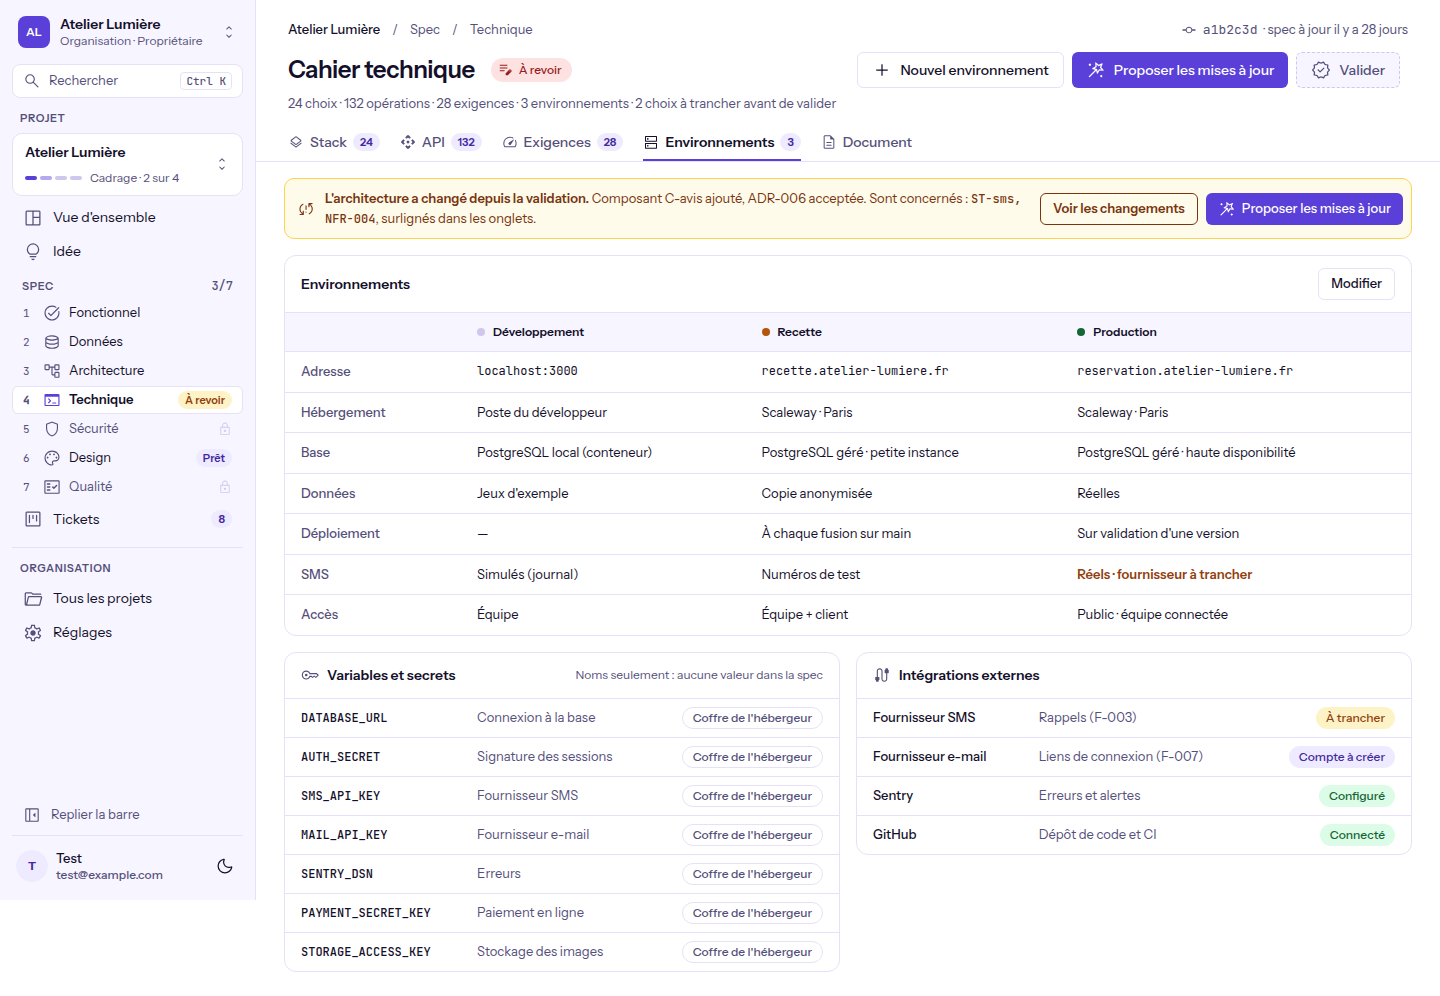 AL
Atelier Lumière
Organisation · Propriétaire
Rechercher
Ctrl K
PROJET
Atelier Lumière
Cadrage · 2 sur 4
Vue d'ensemble
Idée
SPEC 3/7
1 Fonctionnel
2 Données
3 Architecture
4 Technique À revoir
5 Sécurité
6 Design Prêt
7 Qualité
Tickets 8
ORGANISATION
Tous les projets
Réglages
Replier la barre
T
Test
test@example.com
Atelier Lumière / Spec / Technique
a1b2c3d · spec à jour il y a 28 jours
Cahier technique
À revoir
Nouvel environnement
Proposer les mises à jour
Valider
24 choix · 132 opérations · 28 exigences · 3 environnements · 2 choix à trancher avant de valider
Stack 24
API 132
Exigences 28
Environnements 3
Document
L'architecture a changé depuis la validation. Composant C-avis ajouté, ADR-006 acceptée. Sont concernés : ST-sms,
NFR-004, surlignés dans les onglets.
Voir les changements
Proposer les mises à jour
Environnements
Modifier
Développement Recette Production
Adresse localhost:3000 recette.atelier-lumiere.fr reservation.atelier-lumiere.fr
Hébergement Poste du développeur Scaleway · Paris Scaleway · Paris
Base PostgreSQL local (conteneur) PostgreSQL géré · petite instance PostgreSQL géré · haute disponibilité
Données Jeux d'exemple Copie anonymisée Réelles
Déploiement — À chaque fusion sur main Sur validation d'une version
SMS Simulés (journal) Numéros de test Réels · fournisseur à trancher
Accès Équipe Équipe + client Public · équipe connectée
Variables et secrets
Noms seulement : aucune valeur dans la spec
DATABASE_URL Connexion à la base Coffre de l'hébergeur
AUTH_SECRET Signature des sessions Coffre de l'hébergeur
SMS_API_KEY Fournisseur SMS Coffre de l'hébergeur
MAIL_API_KEY Fournisseur e-mail Coffre de l'hébergeur
SENTRY_DSN Erreurs Coffre de l'hébergeur
PAYMENT_SECRET_KEY Paiement en ligne Coffre de l'hébergeur
STORAGE_ACCESS_KEY Stockage des images Coffre de l'hébergeur
Intégrations externes
Fournisseur SMS Rappels (F-003) À trancher
Fournisseur e-mail Liens de connexion (F-007) Compte à créer
Sentry Erreurs et alertes Configuré
GitHub Dépôt de code et CI Connecté